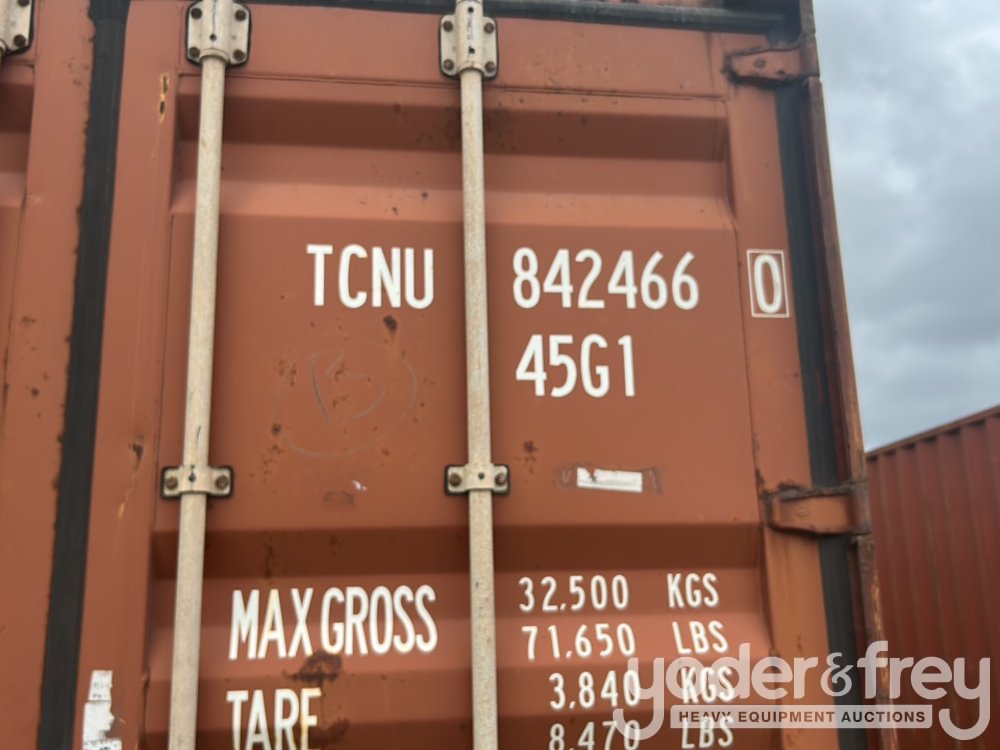 TCNU 842466 0
45G1
MAX GROSS 32.500 KGS
71.650 LBS
TARE 3.840 KGS
8.470 LBS
yoder&frey
HEAVY EQUIPMENT AUCTIONS